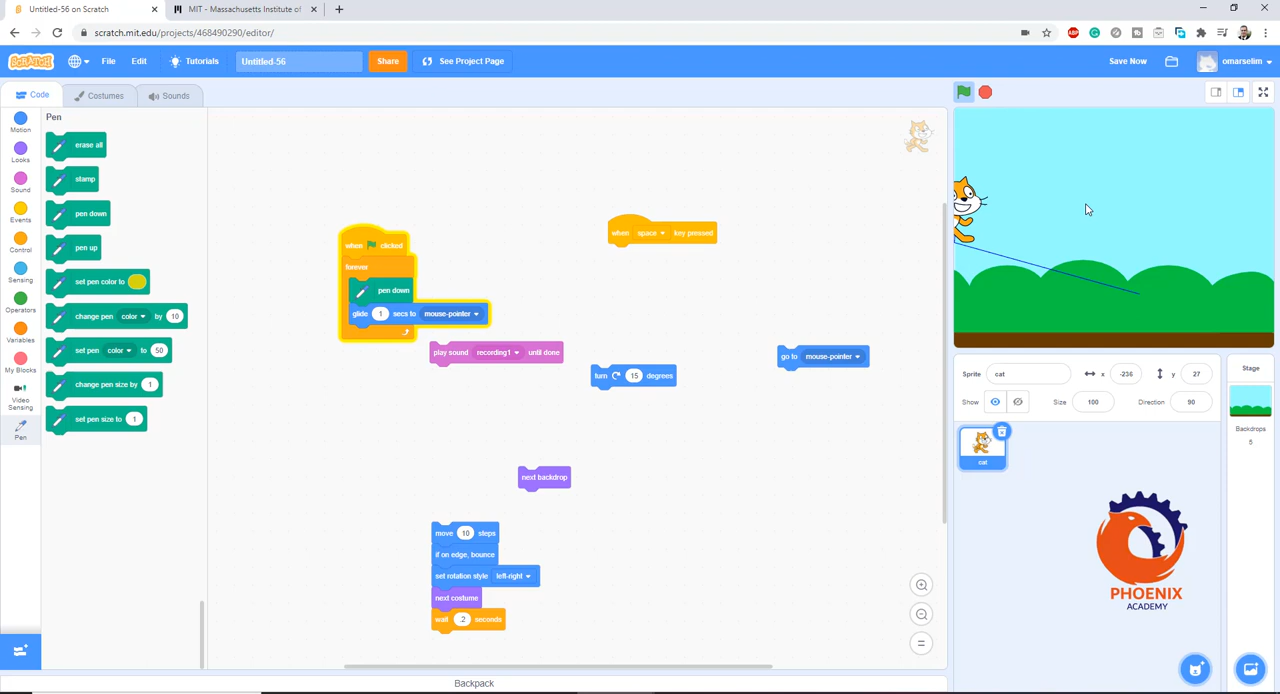 Untitled-56 on Scratch
MIT - Massachusetts Institute of
scratch.mit.edu/projects/468490290/editor/
ABP
SCRATCH
File
Edit
Tutorials
Untitled-56
Share
See Project Page
Save Now
omarselim
Code
Costumes
Sounds
Motion
Looks
Sound
Events
Control
Sensing
Operators
Variables
My Blocks
Video
Sensing
Pen
Pen
erase all
stamp
pen down
pen up
set pen color to
change pen color by 10
set pen color to 50
change pen size by 1
set pen size to 1
when clicked
forever
pen down
glide 1 secs to mouse-pointer
play sound recording1 until done
when space key pressed
turn 15 degrees
go to mouse-pointer
next backdrop
move 10 steps
if on edge, bounce
set rotation style left-right
next costume
wait .2 seconds
Sprite cat x -236 y 27
Show Size 100 Direction 90
cat
Stage
Backdrops
5
PHOENIX
ACADEMY
Backpack